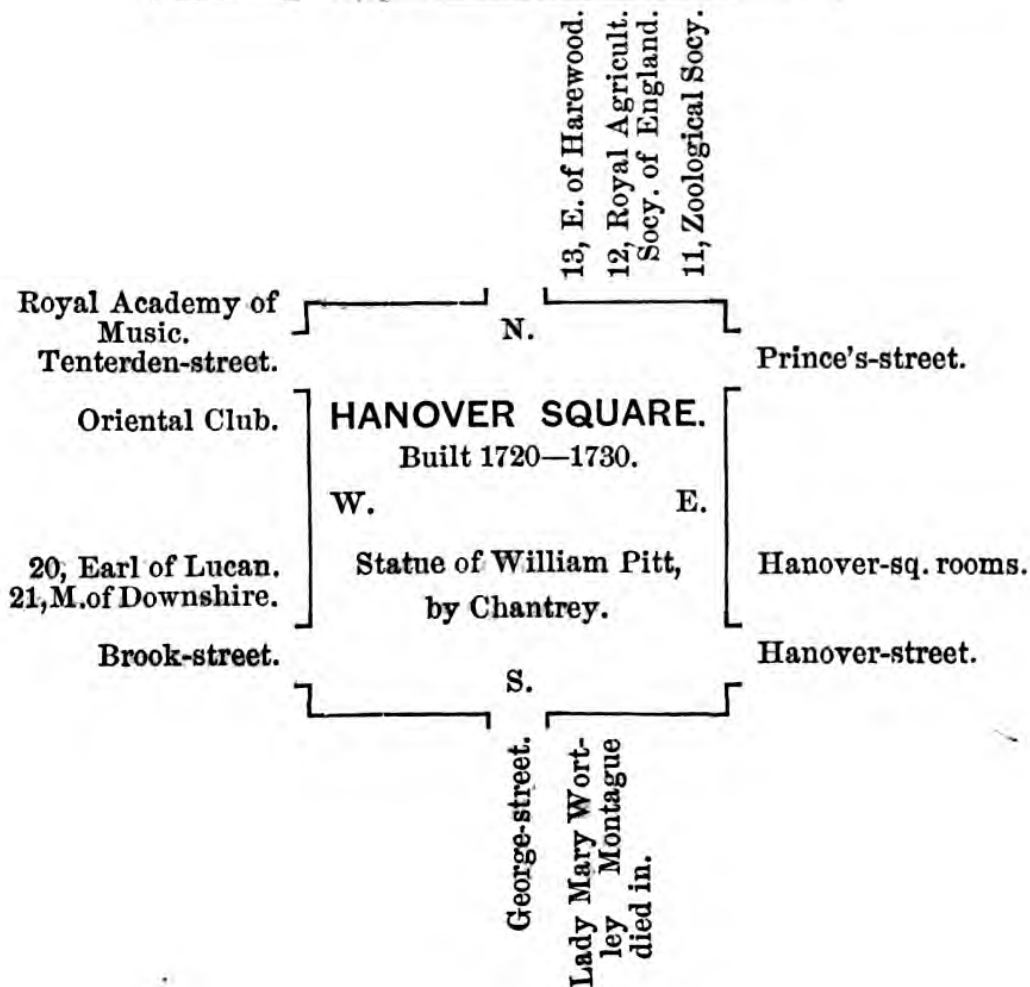 13, E. of Harewood.
12, Royal Agricult.
Socy. of England.
11, Zoological Socy.
Royal Academy of
Music.
Tenterden-street.
N.
Prince's-street.
Oriental Club.
HANOVER SQUARE.
Built 1720—1730.
W.
E.
20, Earl of Lucan.
21, M. of Downshire.
Statue of William Pitt,
by Chantrey.
Hanover-sq. rooms.
Brook-street.
Hanover-street.
S.
George-street.
Lady Mary Wort-
ley Montague
died in.